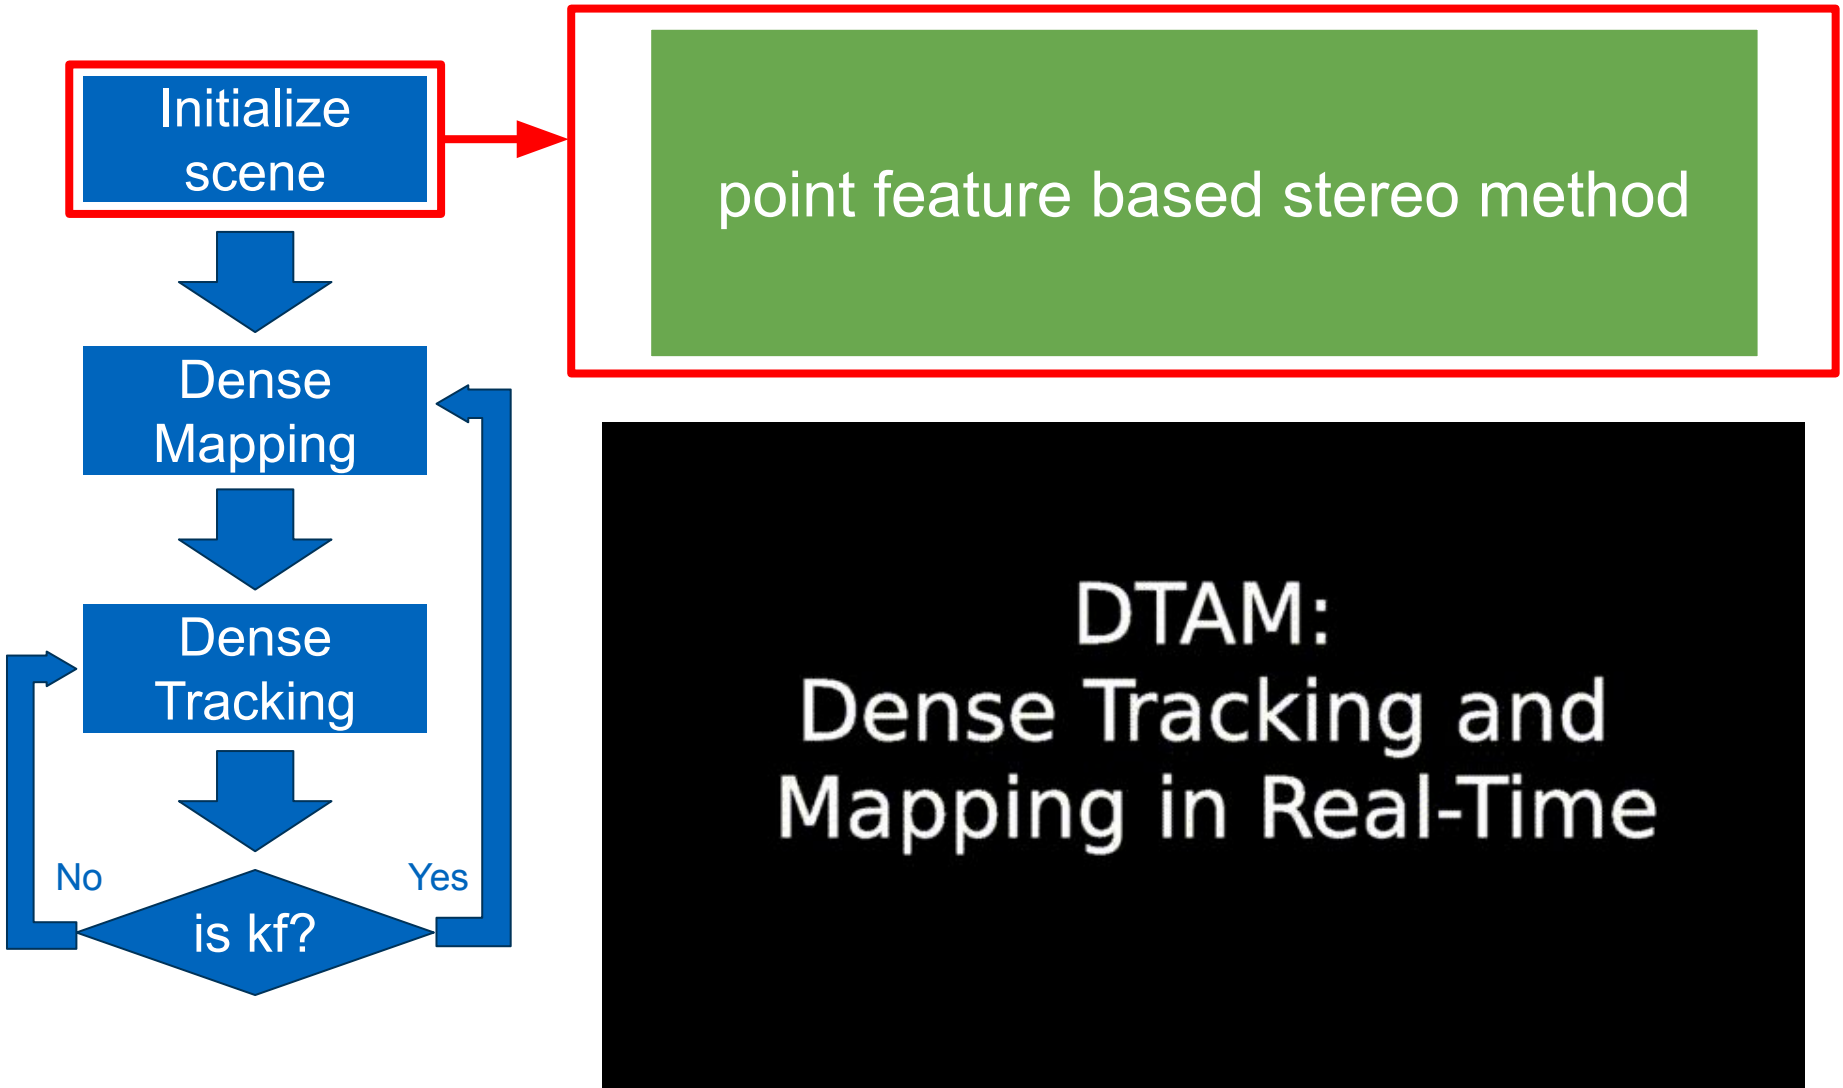 Initialize
scene
point feature based stereo method
Dense
Mapping
Dense
Tracking
No
Yes
is kf?
DTAM:
Dense Tracking and
Mapping in Real-Time